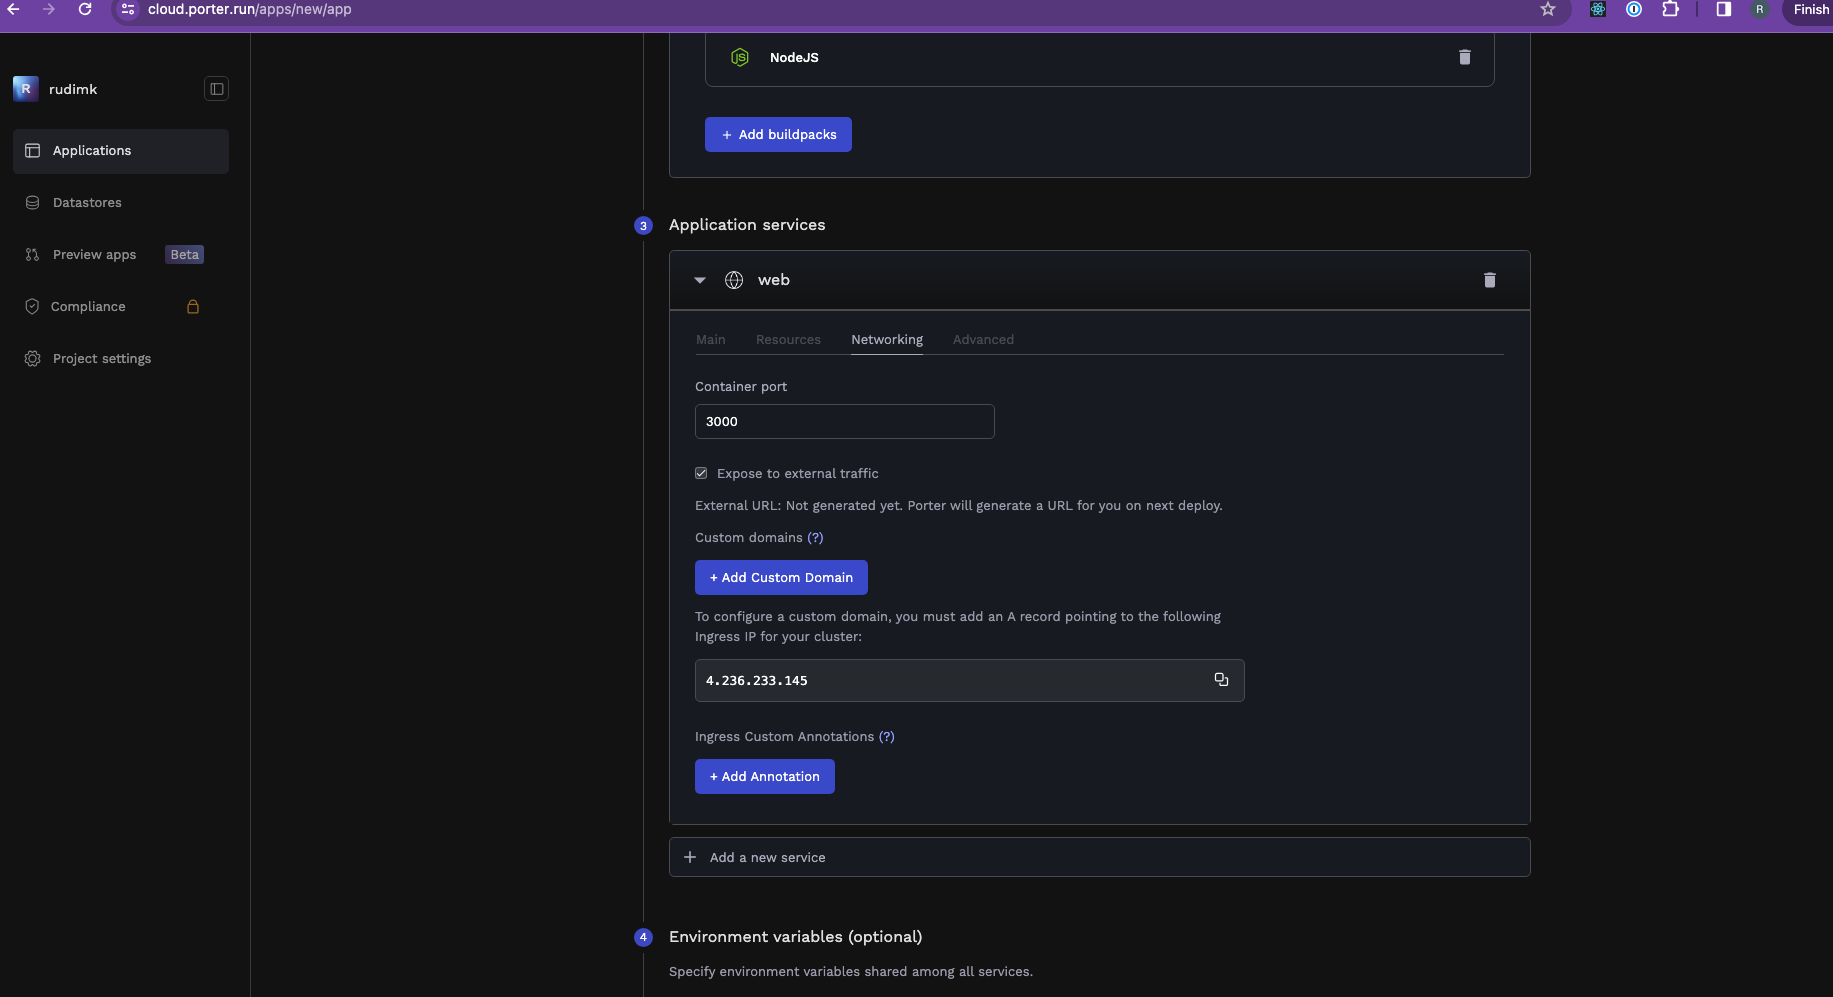 cloud.porter.run/apps/new/app
R
Finish
R
rudimk
Applications
Datastores
Preview apps
Beta
Compliance
Project settings
JS
NodeJS
+ Add buildpacks
3
Application services
web
Main
Resources
Networking
Advanced
Container port
3000
Expose to external traffic
External URL: Not generated yet. Porter will generate a URL for you on next deploy.
Custom domains (?)
+ Add Custom Domain
To configure a custom domain, you must add an A record pointing to the following
Ingress IP for your cluster:
4.236.233.145
Ingress Custom Annotations (?)
+ Add Annotation
+ Add a new service
4
Environment variables (optional)
Specify environment variables shared among all services.